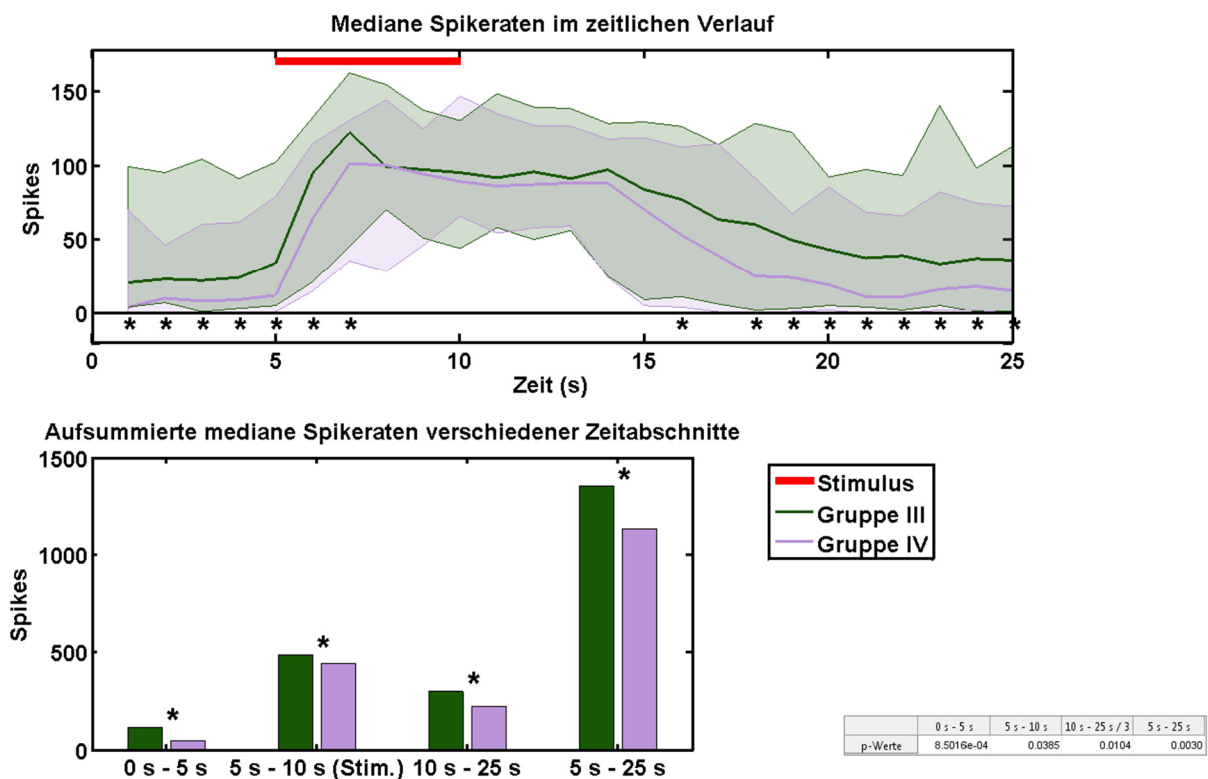 Mediane Spikeraten im zeitlichen Verlauf
150
100
50
0
Spikes
* * * * * * * * * * * * * * * *
0 5 10 15 20 25
Zeit (s)
Aufsummierte mediane Spikeraten verschiedener Zeitabschnitte
1500
1000
500
0
Spikes
* * * *
0 s - 5 s 5 s - 10 s (Stim.) 10 s - 25 s 5 s - 25 s
Stimulus
Gruppe III
Gruppe IV
0 s - 5 s 5 s - 10 s 10 s - 25 s / 3 5 s - 25 s
p-Werte 8.5016e-04 0.0385 0.0104 0.0030